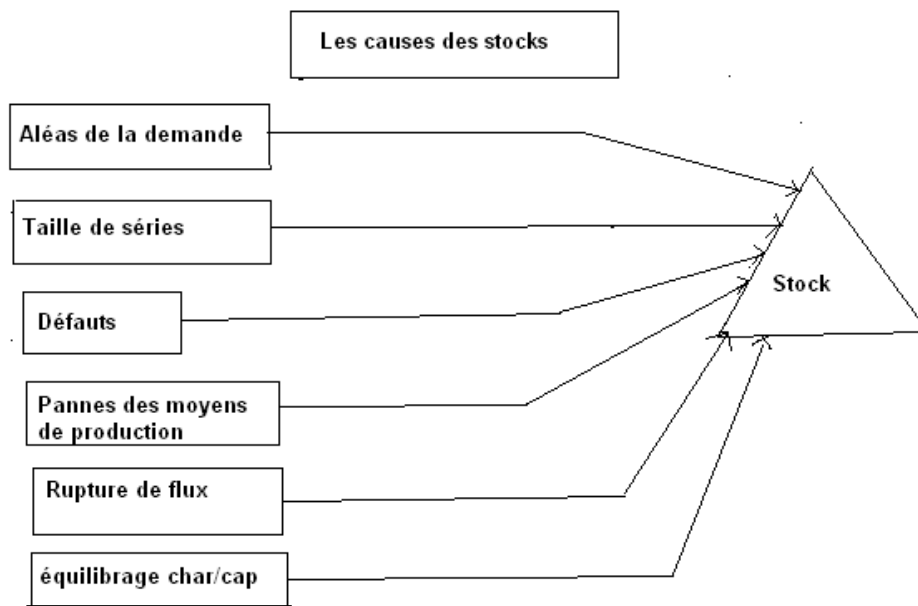 Les causes des stocks
Aléas de la demande
Taille de séries
Défauts
Pannes des moyens
de production
Rupture de flux
équilibrage char/cap
Stock